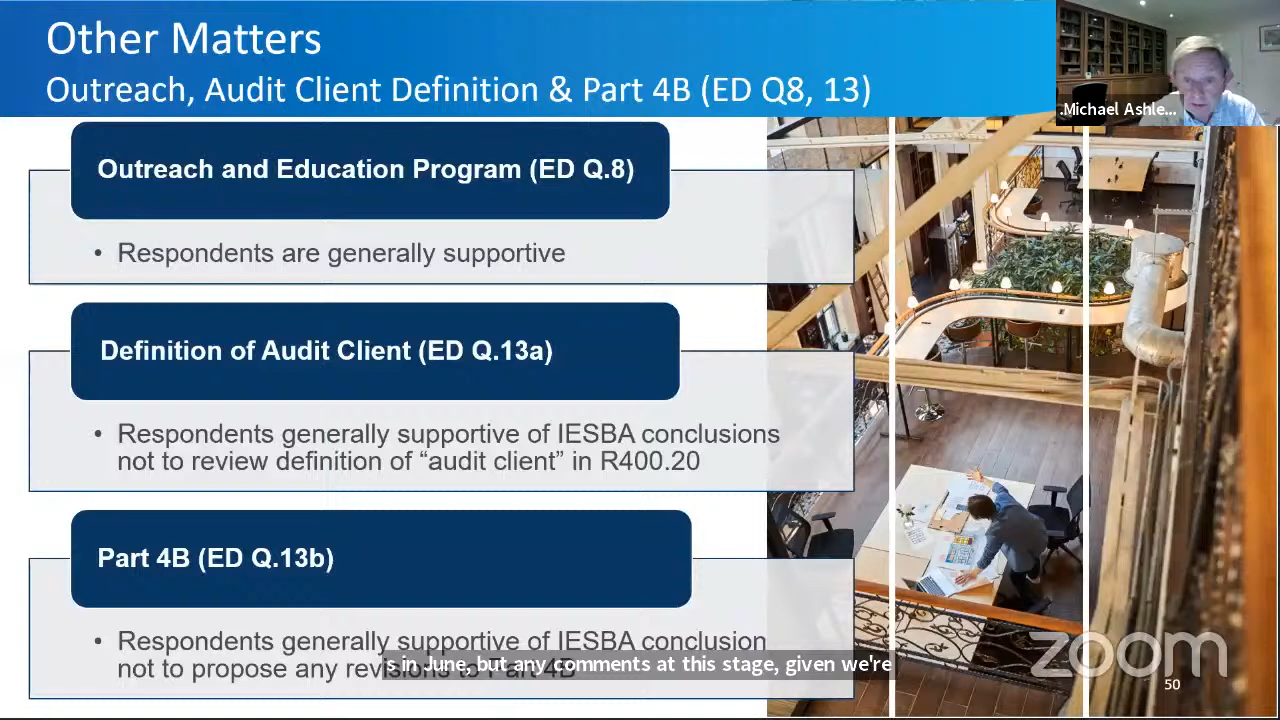 Other Matters
Outreach, Audit Client Definition & Part 4B (ED Q8, 13)
.Michael Ashle...
Outreach and Education Program (ED Q.8)
• Respondents are generally supportive
Definition of Audit Client (ED Q.13a)
• Respondents generally supportive of IESBA conclusions
not to review definition of “audit client” in R400.20
Part 4B (ED Q.13b)
• Respondents generally supportive of IESBA conclusion
not to propose any revisions to Part 4B
s in June, but any comments at this stage, given we're
zoom
50